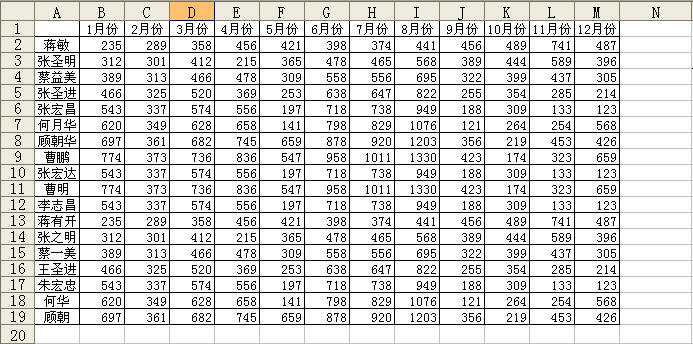 A B C D E F G H I J K L M N
1 1月份 2月份 3月份 4月份 5月份 6月份 7月份 8月份 9月份 10月份 11月份 12月份
2 蒋敏 235 289 358 456 421 398 374 441 456 489 741 487
3 张圣明 312 301 412 215 365 478 465 568 389 444 589 396
4 蔡益美 389 313 466 478 309 558 556 695 322 399 437 305
5 张圣进 466 325 520 369 253 638 647 822 255 354 285 214
6 张宏昌 543 337 574 556 197 718 738 949 188 309 133 123
7 何月华 620 349 628 658 141 798 829 1076 121 264 254 568
8 顾朝华 697 361 682 745 659 878 920 1203 356 219 453 426
9 曹鹏 774 373 736 836 547 958 1011 1330 423 174 323 659
10 张宏达 543 337 574 556 197 718 738 949 188 309 133 123
11 曹明 774 373 736 836 547 958 1011 1330 423 174 323 659
12 李志昌 543 337 574 556 197 718 738 949 188 309 133 123
13 蒋有开 235 289 358 456 421 398 374 441 456 489 741 487
14 张之明 312 301 412 215 365 478 465 568 389 444 589 396
15 蔡一美 389 313 466 478 309 558 556 695 322 399 437 305
16 王圣进 466 325 520 369 253 638 647 822 255 354 285 214
17 朱宏忠 543 337 574 556 197 718 738 949 188 309 133 123
18 何华 620 349 628 658 141 798 829 1076 121 264 254 568
19 顾朝 697 361 682 745 659 878 920 1203 356 219 453 426
20